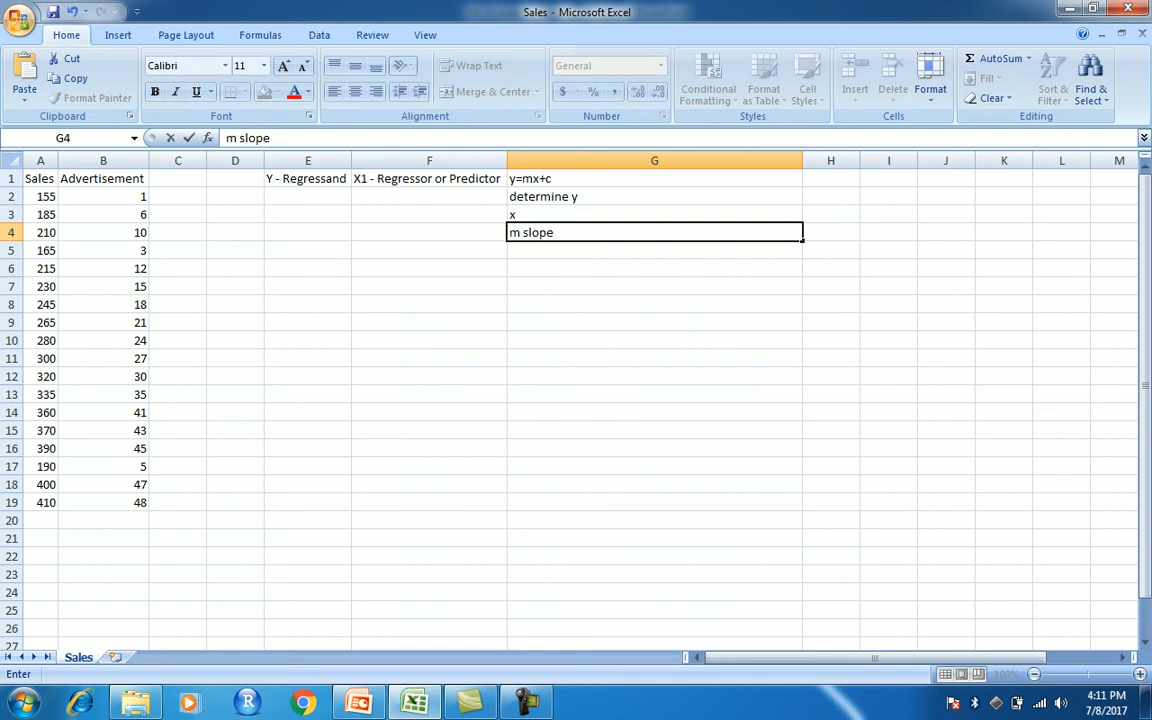 Sales - Microsoft Excel
Home Insert Page Layout Formulas Data Review View
Cut
Copy
Format Painter
Paste
Clipboard
Calibri 11
B I U
Font
Wrap Text
Merge & Center
Alignment
General
$ % ,
Number
Conditional Formatting
Format as Table
Cell Styles
Styles
Insert Delete Format
Cells
AutoSum
Fill
Clear
Sort & Filter
Find & Select
Editing
G4 fx m slope
A B C D E F G H I J K L M
1 Sales Advertisement Y - Regressand X1 - Regressor or Predictor y=mx+c
2 155 1 determine y
3 185 6 x
4 210 10 m slope
5 165 3
6 215 12
7 230 15
8 245 18
9 265 21
10 280 24
11 300 27
12 320 30
13 335 35
14 360 41
15 370 43
16 390 45
17 190 5
18 400 47
19 410 48
20
21
22
23
24
25
26
27
Sales
Enter 100%
4:11 PM
7/8/2017